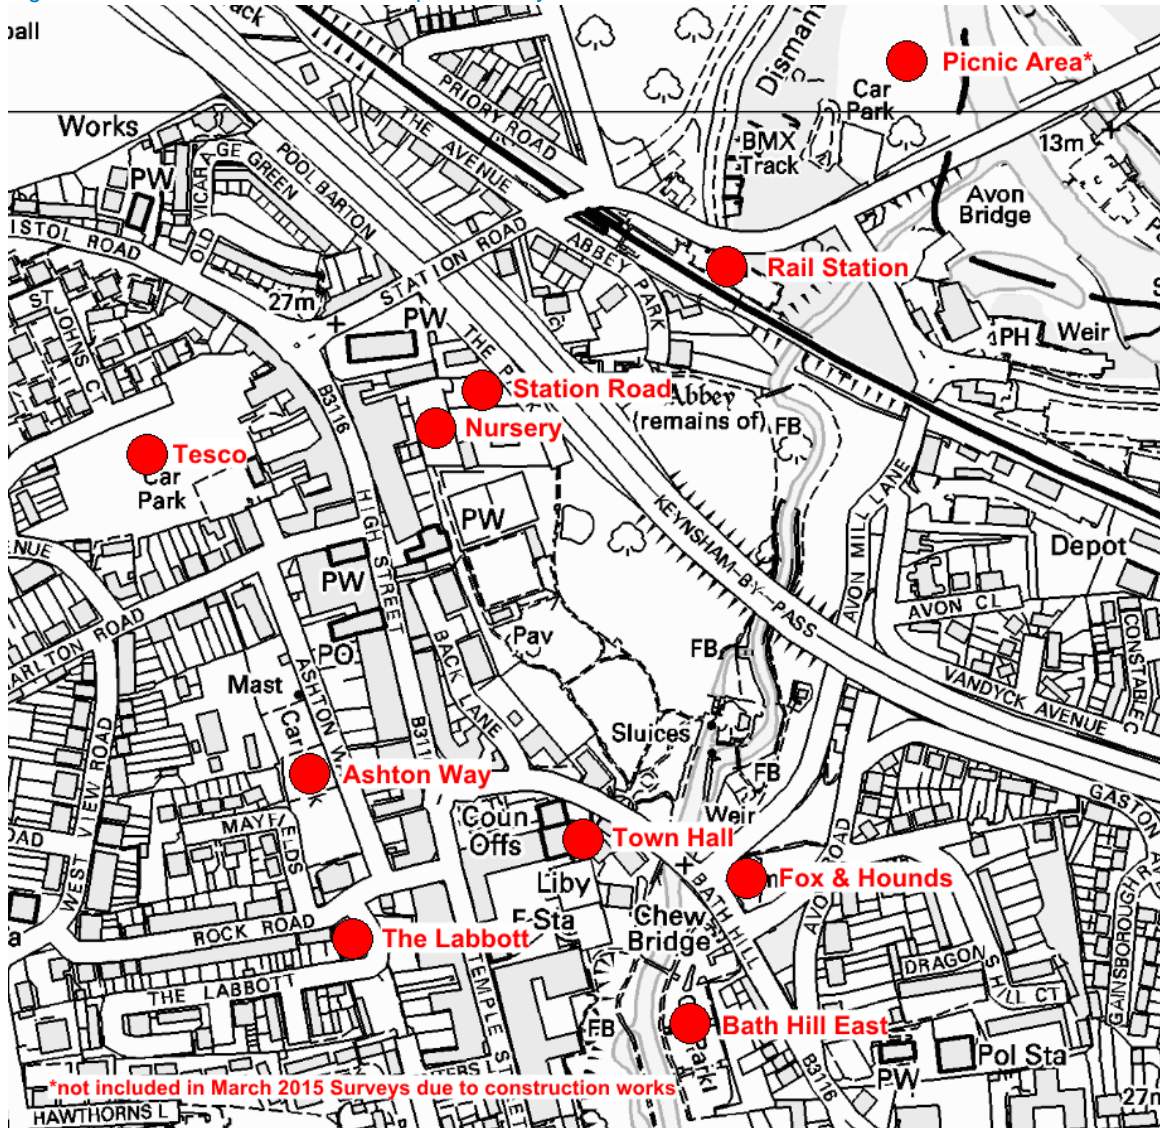 Picnic Area*
Car
Park
Works
BMX
Track
13m
Avon
Bridge
PRIORY ROAD
THE AVENUE
POOL BARTON
PW
OLD VICARAGE GREEN
ISTOL ROAD
STATION ROAD
ABBEY PARK
Rail Station
27m
ST JOHNS C
PW
PH
Weir
B3116
Station Road
Abbey
(remains of)
FB
Nursery
Tesco
Car
Park
HIGH STREET
PW
KEYNSHAM-BY-PASS
AVON MILL LANE
Depot
PW
AVON CL
ARLTON ROAD
BACK LANE
Pav
FB
PO
CONSTABLE C
VANDYCK AVENUE
Mast
Sluices
WEST VIEW ROAD
Ashton Way
FB
Weir
GASTON
MAYFIELDS
Coun
Offs
Town Hall
Liby
Fox & Hounds
BATH HILL
ROCK ROAD
The Labbott
Chew
Bridge
GAINSBOROUGH R
DRAGONS HILL CT
THE LABBOTT
TEMPLE ST
FB
Bath Hill East
B3116
Pol Sta
PW
*not included in March 2015 Surveys due to construction works
27m
HAWTHORNS L